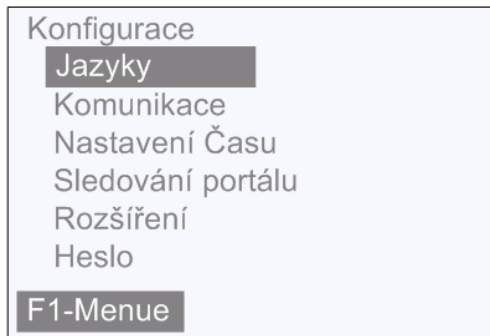 Konfigurace
Jazyky
Komunikace
Nastavení Času
Sledování portálu
Rozšíření
Heslo
F1-Menue